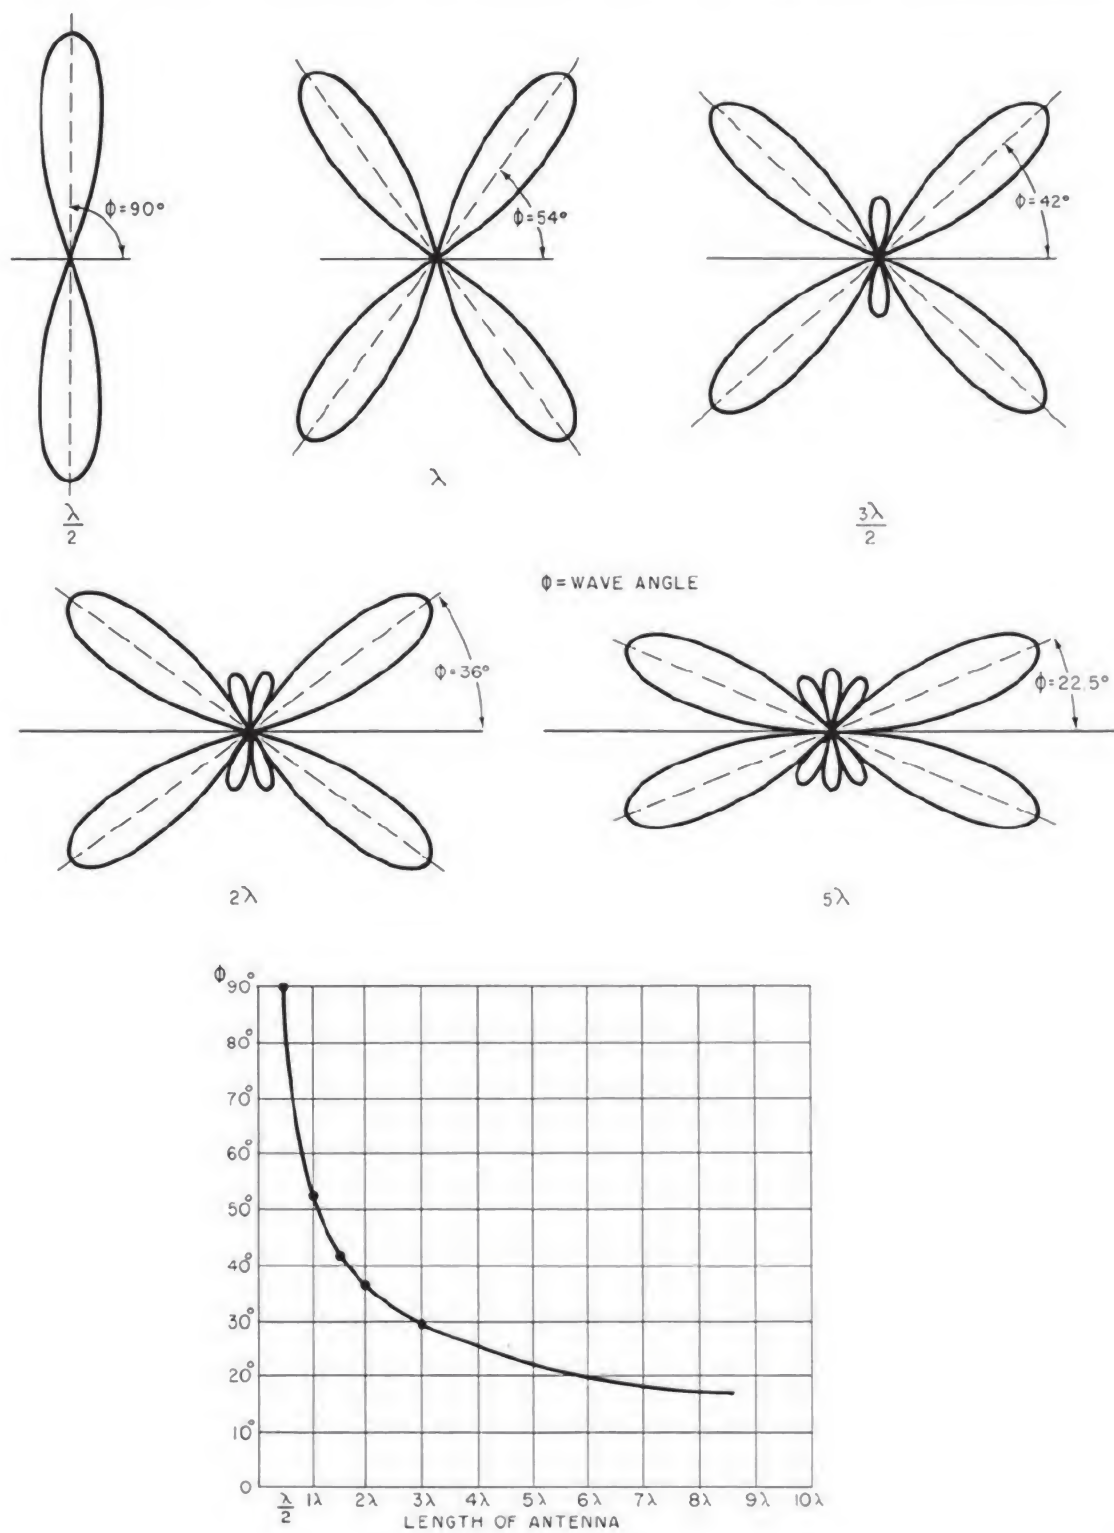 ϕ=90°
ϕ=54°
ϕ=42°
λ/2
λ
3λ/2
ϕ=WAVE ANGLE
ϕ=36°
ϕ=22.5°
2λ
5λ
ϕ
90°
80°
70°
60°
50°
40°
30°
20°
10°
0
λ/2 1λ 2λ 3λ 4λ 5λ 6λ 7λ 8λ 9λ 10λ
LENGTH OF ANTENNA